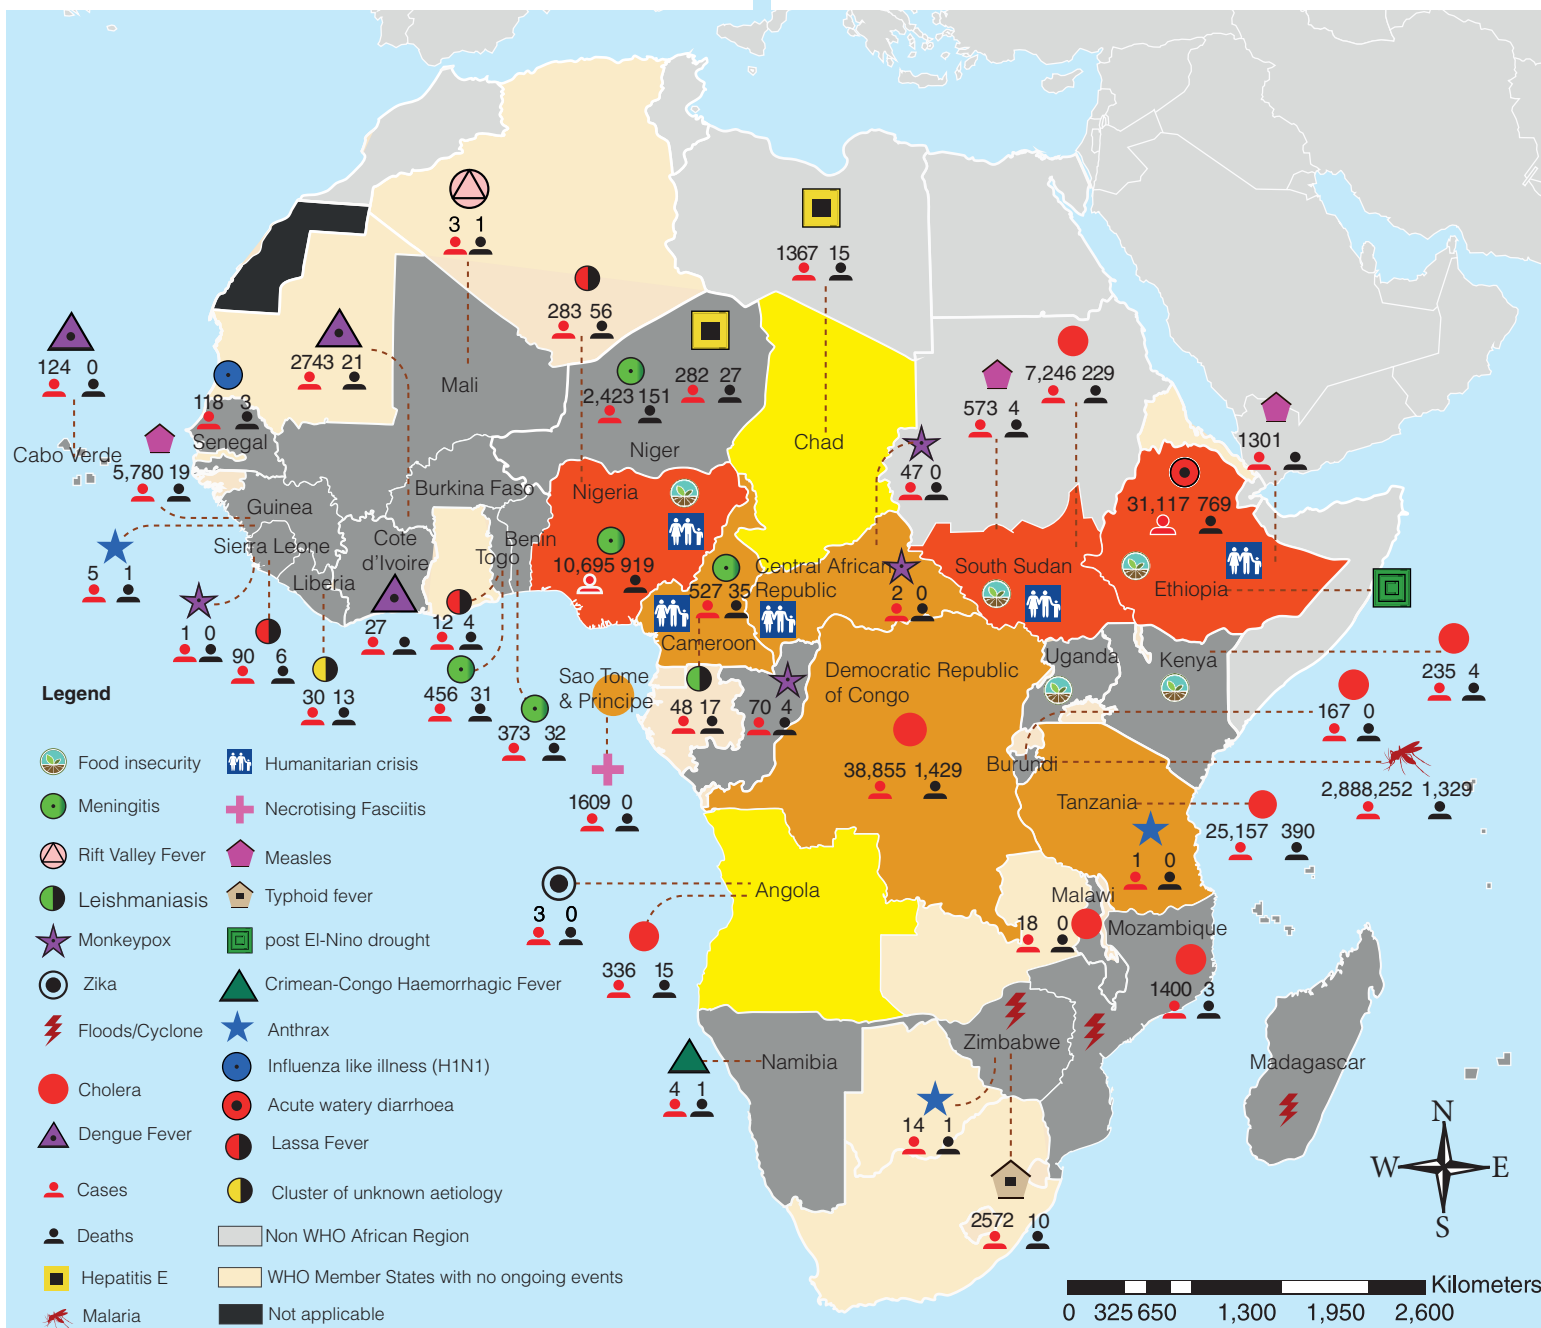 3 1
1367 15
283 56
124 0
2743 21
Mali
2,423 151
282 27
7,246 229
573 4
118 3
Senegal
Cabo Verde
5,780 19
Niger
Chad
47 0
1301
Guinea
Burkina Faso
Nigeria
31,117 769
Sierra Leone
Cote
d'Ivoire
Benin
Togo
Liberia
10,695 919
527 35
Central African
Republic
South Sudan
Ethiopia
5 1
2 0
1 0
90 6
30 13
27
12 4
456 31
373 32
Cameroon
Sao Tome
& Principe
48 17
70 4
Democratic Republic
of Congo
Uganda
Kenya
235 4
167 0
Burundi
38,855 1,429
2,888,252 1,329
1609 0
Tanzania
25,157 390
1 0
Angola
3 0
336 15
Malawi
18 0
Mozambique
1400 3
Namibia
4 1
Zimbabwe
Madagascar
14 1
2572 10
Legend
Food insecurity
Humanitarian crisis
Meningitis
Necrotising Fasciitis
Rift Valley Fever
Measles
Leishmaniasis
Typhoid fever
Monkeypox
post El-Nino drought
Zika
Crimean-Congo Haemorrhagic Fever
Floods/Cyclone
Anthrax
Influenza like illness (H1N1)
Cholera
Acute watery diarrhoea
Dengue Fever
Lassa Fever
Cases
Cluster of unknown aetiology
Deaths
Non WHO African Region
Hepatitis E
WHO Member States with no ongoing events
Malaria
Not applicable
N
W E
S
Kilometers
0 325 650 1,300 1,950 2,600